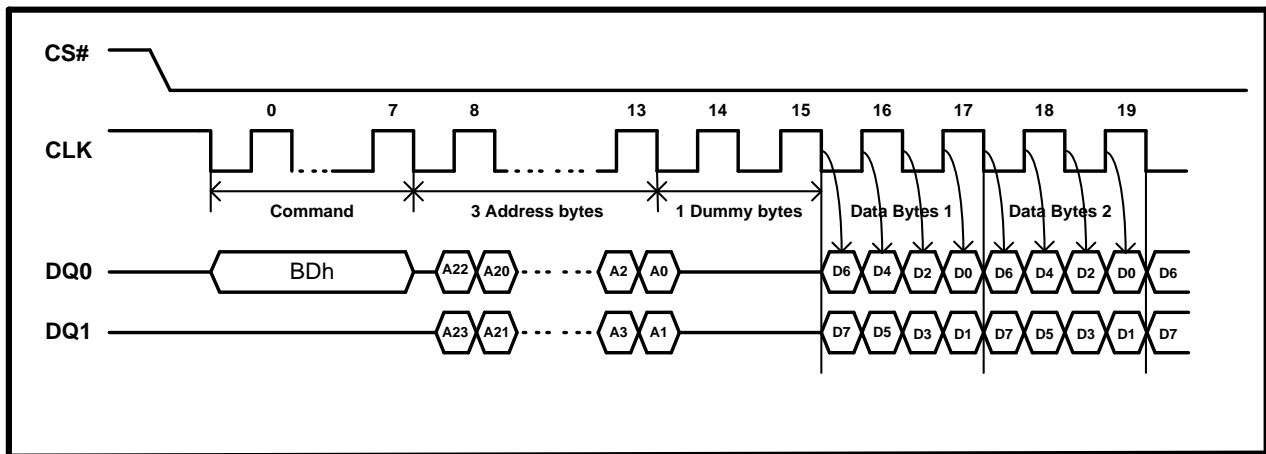 CS#
0 7 8 13 14 15 16 17 18 19
CLK
Command 3 Address bytes 1 Dummy bytes Data Bytes 1 Data Bytes 2
DQ0 BDh A22 A20 A2 A0 D6 D4 D2 D0 D6 D4 D2 D0 D6
DQ1 A23 A21 A3 A1 D7 D5 D3 D1 D7 D5 D3 D1 D7